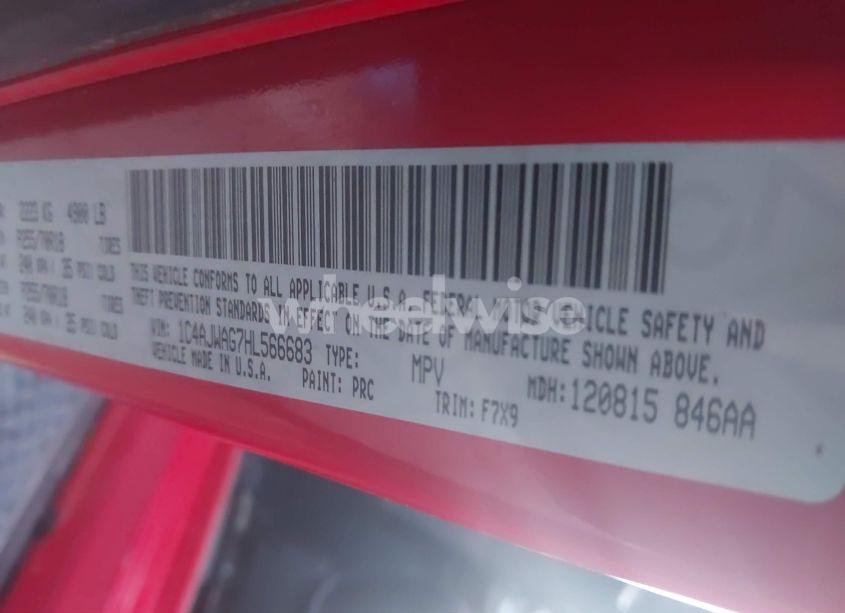 2223 KG 4900 LB
P255/70R18 TIRES
240 KPA / 35 PSI COLD
P255/70R18 TIRES
240 KPA / 35 PSI COLD
THIS VEHICLE CONFORMS TO ALL APPLICABLE U.S.A. FEDERAL VEHICLE SAFETY AND
THEFT PREVENTION STANDARDS IN EFFECT ON THE DATE OF MANUFACTURE SHOWN ABOVE.
VIN: 1C4AJWAG7HL566683 TYPE: MPV MDH: 120815 846AA
VEHICLE MADE IN U.S.A. PAINT: PRC TRIM: F7X9
wheelwise